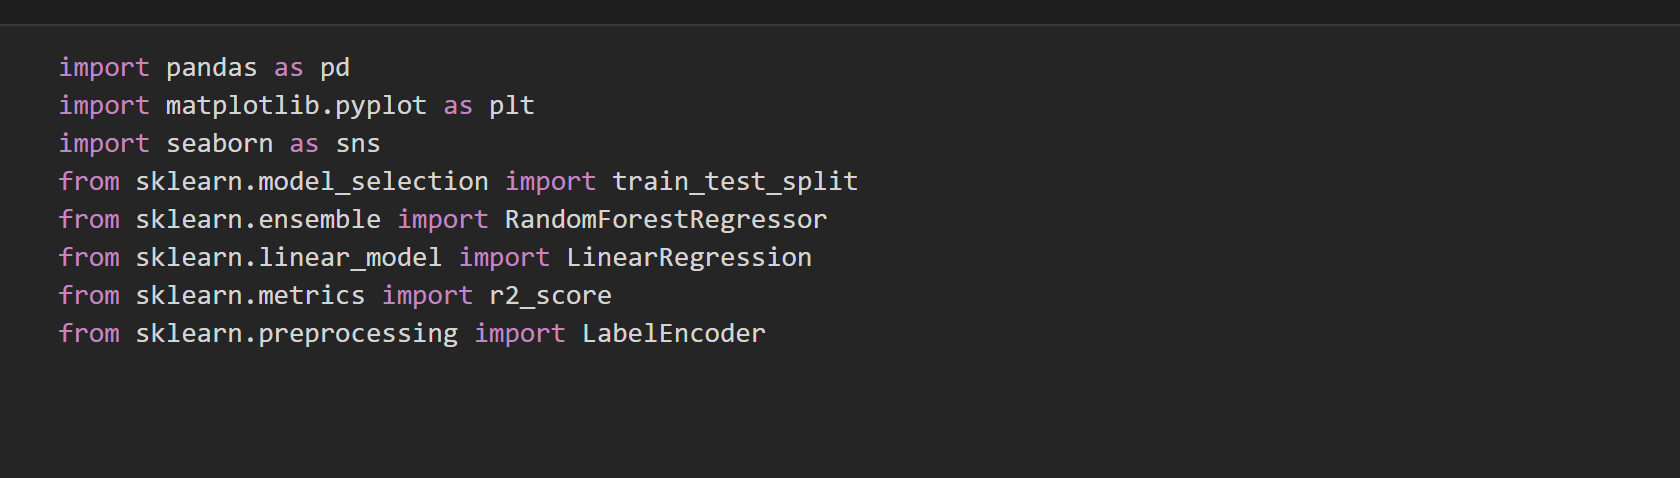 import pandas as pd
import matplotlib.pyplot as plt
import seaborn as sns
from sklearn.model_selection import train_test_split
from sklearn.ensemble import RandomForestRegressor
from sklearn.linear_model import LinearRegression
from sklearn.metrics import r2_score
from sklearn.preprocessing import LabelEncoder